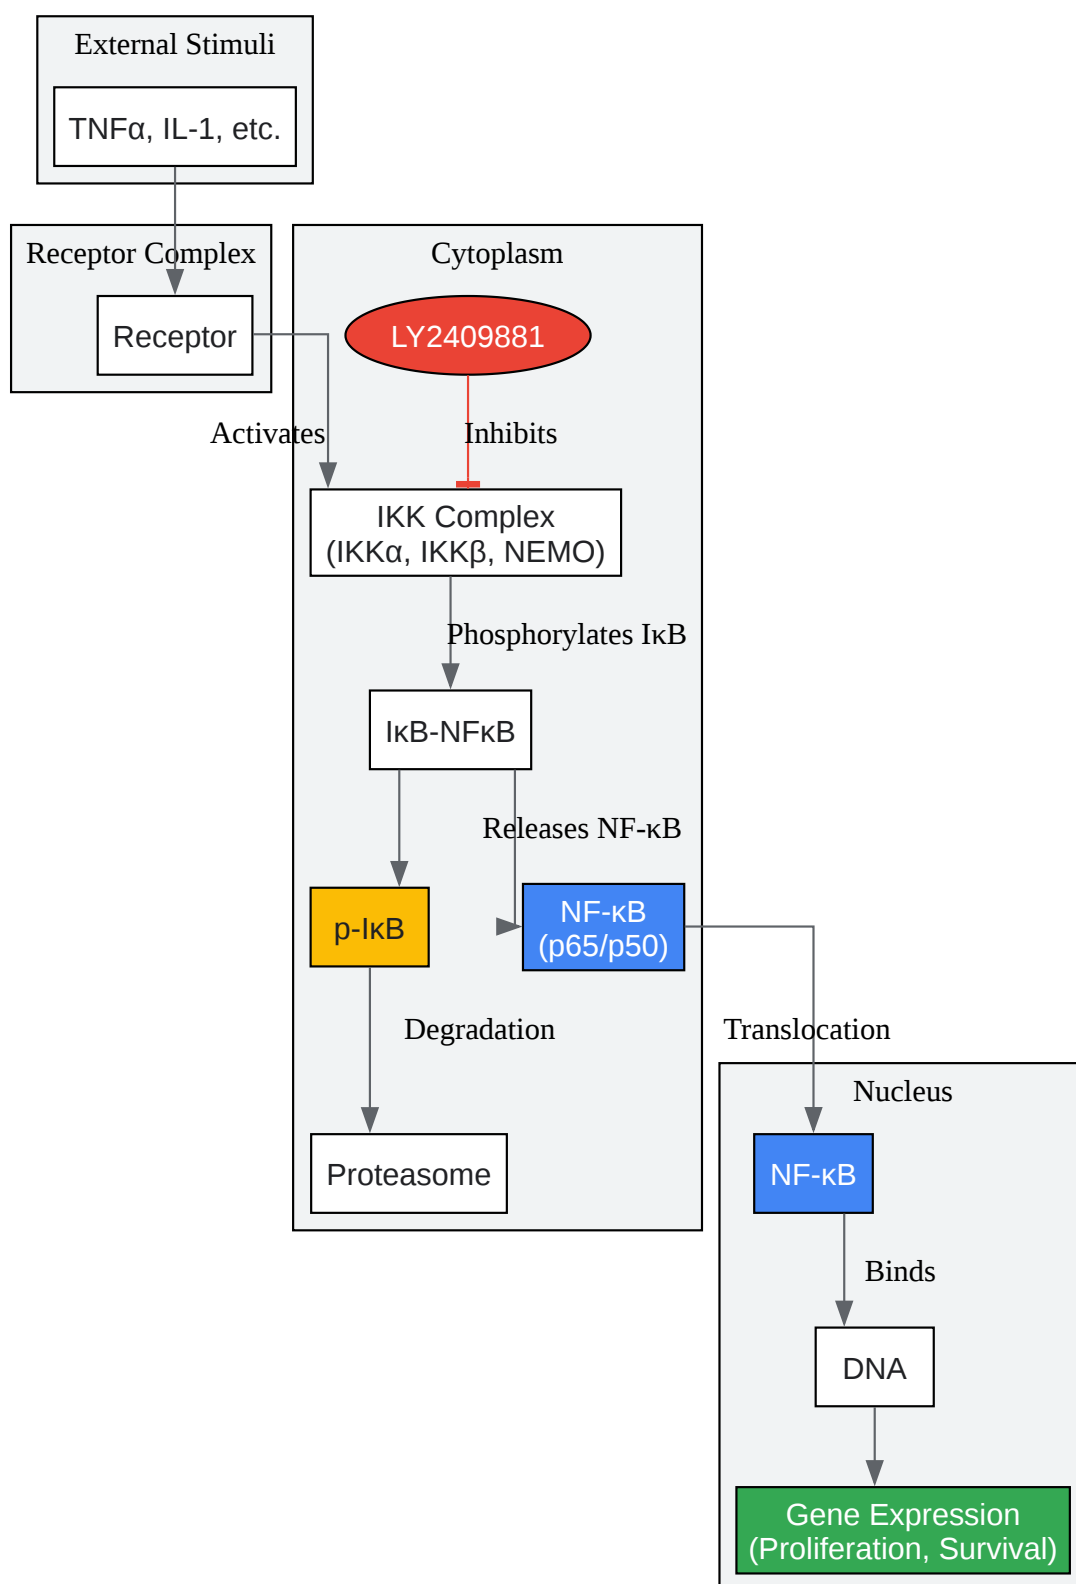 External Stimuli
TNFα, IL-1, etc.
Receptor Complex
Receptor
Cytoplasm
LY2409881
Activates
Inhibits
IKK Complex
(IKKα, IKKβ, NEMO)
Phosphorylates IκB
IκB-NFκB
Releases NF-κB
p-IκB
NF-κB
(p65/p50)
Degradation
Translocation
Proteasome
Nucleus
NF-κB
Binds
DNA
Gene Expression
(Proliferation, Survival)